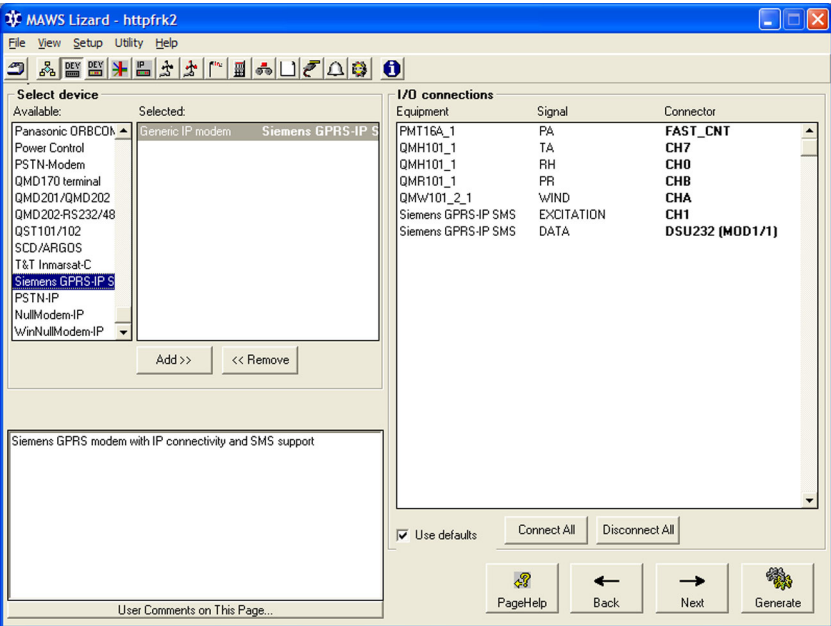 MAWS Lizard - httpfrk2
File View Setup Utility Help
DEV DEV IP
Select device
Available: Selected:
Panasonic ORBCON
Power Control
PSTN-Modem
QMD170 terminal
QMD201/QMD202
QMD202-RS232/48
QST101/102
SCD/ARGOS
T&T Inmarsat-C
Siemens GPRS-IP S
PSTN-IP
NullModem-IP
WinNullModem-IP
Generic IP modem Siemens GPRS-IP S
Add >> << Remove
Siemens GPRS modem with IP connectivity and SMS support
User Comments on This Page...
I/O connections
Equipment Signal Connector
PMT16A_1 PA FAST_CNT
QMH101_1 TA CH7
QMH101_1 RH CH0
QMR101_1 PR CHB
QMW101_2_1 WIND CHA
Siemens GPRS-IP SMS EXCITATION CH1
Siemens GPRS-IP SMS DATA DSU232 (MOD1/1)
Use defaults Connect All Disconnect All
PageHelp Back Next Generate